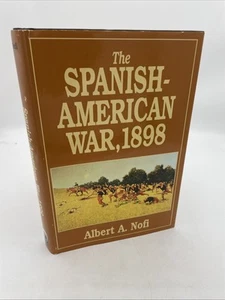 The
SPANISH-
AMERICAN
WAR, 1898
Albert A. Nofi